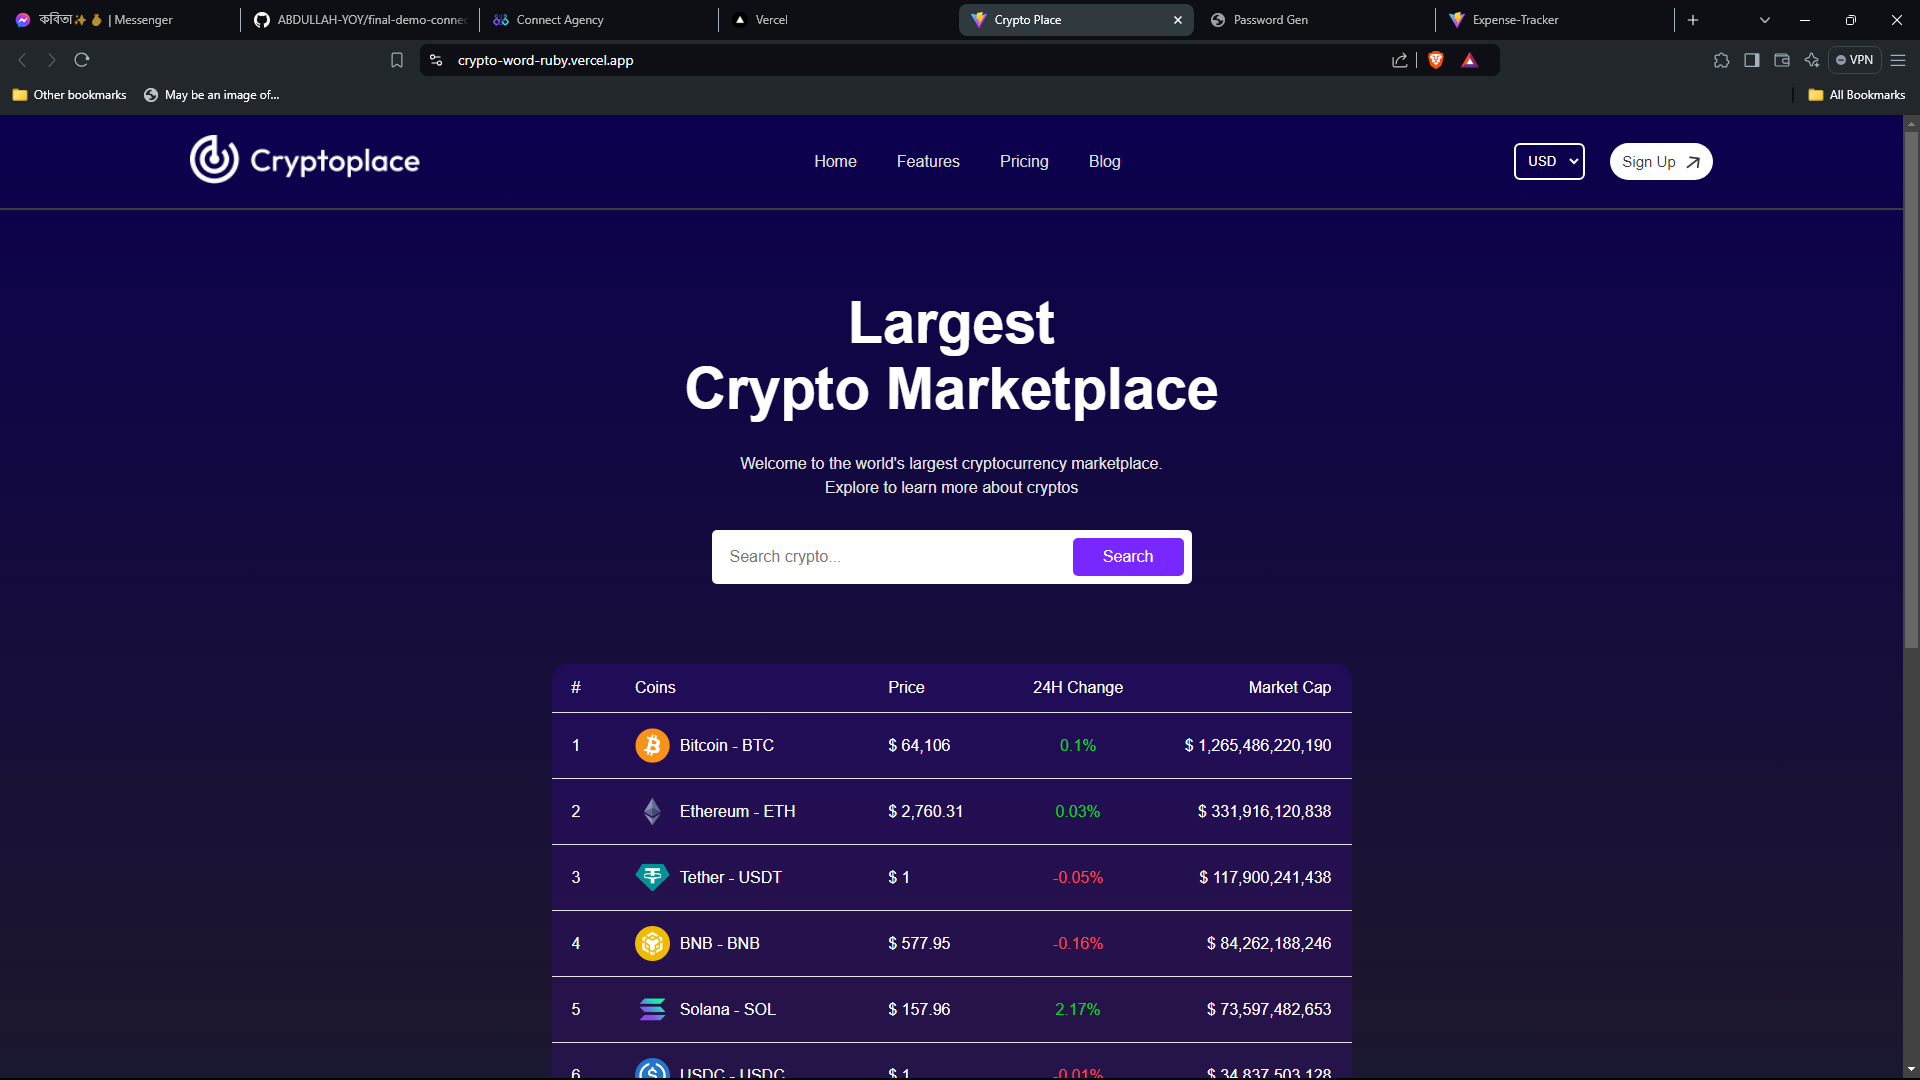 কবিতা✨💰 | Messenger
ABDULLAH-YOY/final-demo-connec
Connect Agency
Vercel
Crypto Place
Password Gen
Expense-Tracker
crypto-word-ruby.vercel.app
VPN
Other bookmarks
May be an image of...
All Bookmarks
Cryptoplace
Home
Features
Pricing
Blog
USD
Sign Up
Largest
Crypto Marketplace
Welcome to the world's largest cryptocurrency marketplace.
Explore to learn more about cryptos
Search crypto...
Search
# Coins Price 24H Change Market Cap
1 Bitcoin - BTC $ 64,106 0.1% $ 1,265,486,220,190
2 Ethereum - ETH $ 2,760.31 0.03% $ 331,916,120,838
3 Tether - USDT $ 1 -0.05% $ 117,900,241,438
4 BNB - BNB $ 577.95 -0.16% $ 84,262,188,246
5 Solana - SOL $ 157.96 2.17% $ 73,597,482,653
6 USDC - USDC $ 1 -0.01% $ 34,837,503,128